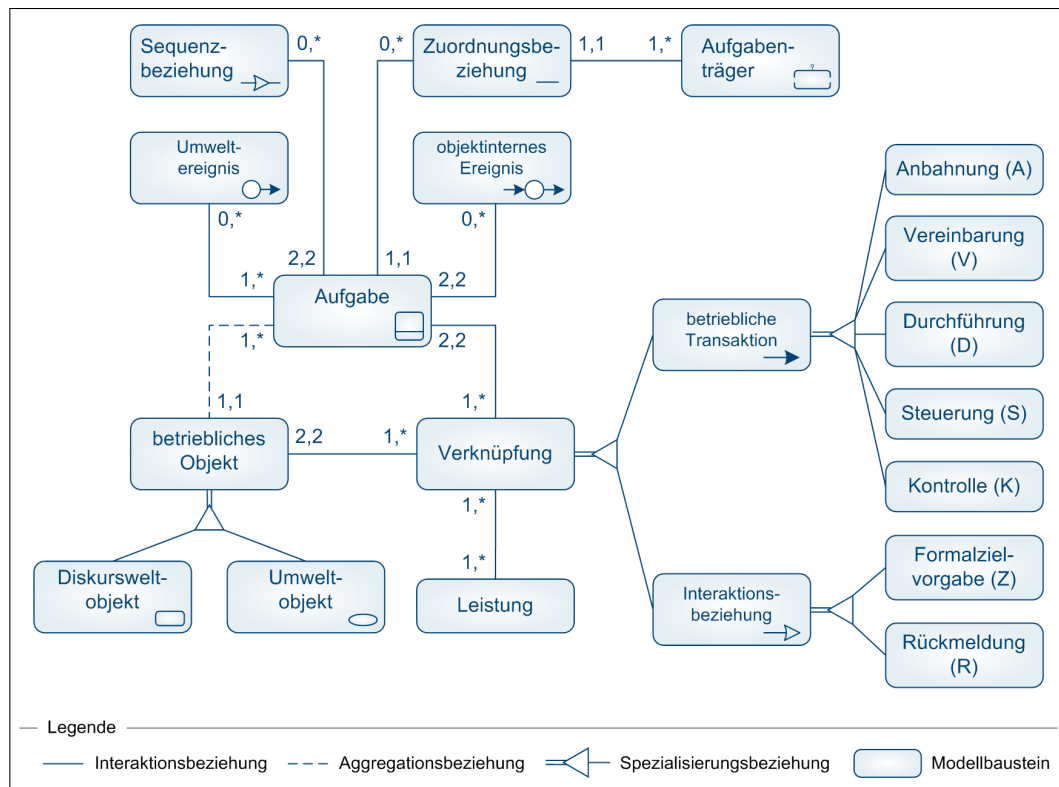 Sequenz-
beziehung
0,*
0,*
Zuordnungsbe-
ziehung
1,1
1,*
Aufgaben-
träger
Umwelt-
ereignis
0,*
objektinternes
Ereignis
0,*
Anbahnung (A)
Vereinbarung
(V)
1,*
2,2
1,1
2,2
Aufgabe
1,*
2,2
betriebliche
Transaktion
Durchführung
(D)
Steuerung (S)
Kontrolle (K)
1,1
1,*
betriebliches
Objekt
2,2
1,*
Verknüpfung
1,*
1,*
Diskurswelt-
objekt
Umwelt-
objekt
Leistung
Interaktions-
beziehung
Formalziel-
vorgabe (Z)
Rückmeldung
(R)
Legende
Interaktionsbeziehung
Aggregationsbeziehung
Spezialisierungsbeziehung
Modellbaustein